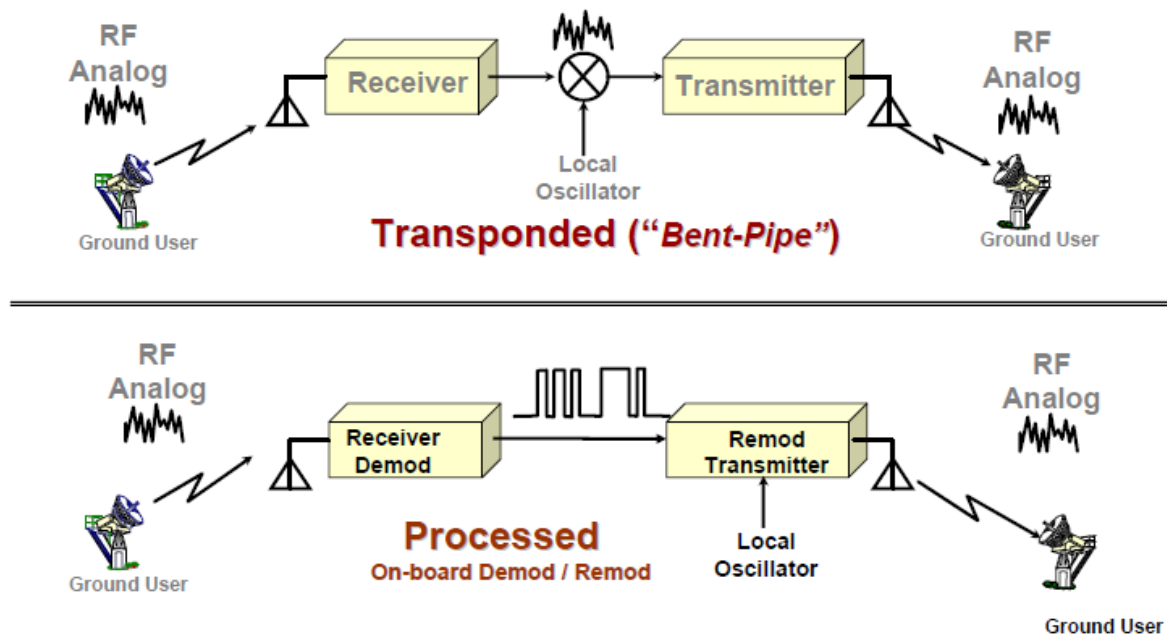 RF
Analog
Receiver
Transmitter
RF
Analog
Local
Oscillator
Ground User
Transponded (“Bent-Pipe”)
Ground User
RF
Analog
Receiver
Demod
Remod
Transmitter
RF
Analog
Ground User
Processed
On-board Demod / Remod
Local
Oscillator
Ground User